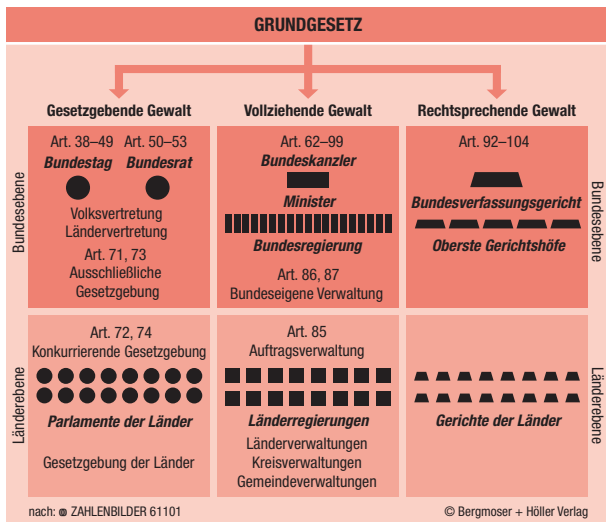 GRUNDGESETZ
Gesetzgebende Gewalt
Vollziehende Gewalt
Rechtsprechende Gewalt
Bundesebene
Art. 38–49 Art. 50–53
Bundestag Bundesrat
Volksvertretung
Ländervertretung
Art. 71, 73
Ausschließliche
Gesetzgebung
Art. 62–99
Bundeskanzler
Minister
Bundesregierung
Art. 86, 87
Bundeseigene Verwaltung
Art. 92–104
Bundesverfassungsgericht
Oberste Gerichtshöfe
Bundesebene
Länderebene
Art. 72, 74
Konkurrierende Gesetzgebung
Parlamente der Länder
Gesetzgebung der Länder
Art. 85
Auftragsverwaltung
Länderregierungen
Länderverwaltungen
Kreisverwaltungen
Gemeindeverwaltungen
Gerichte der Länder
Länderebene
nach: ZAHLENBILDER 61101
© Bergmoser + Höller Verlag